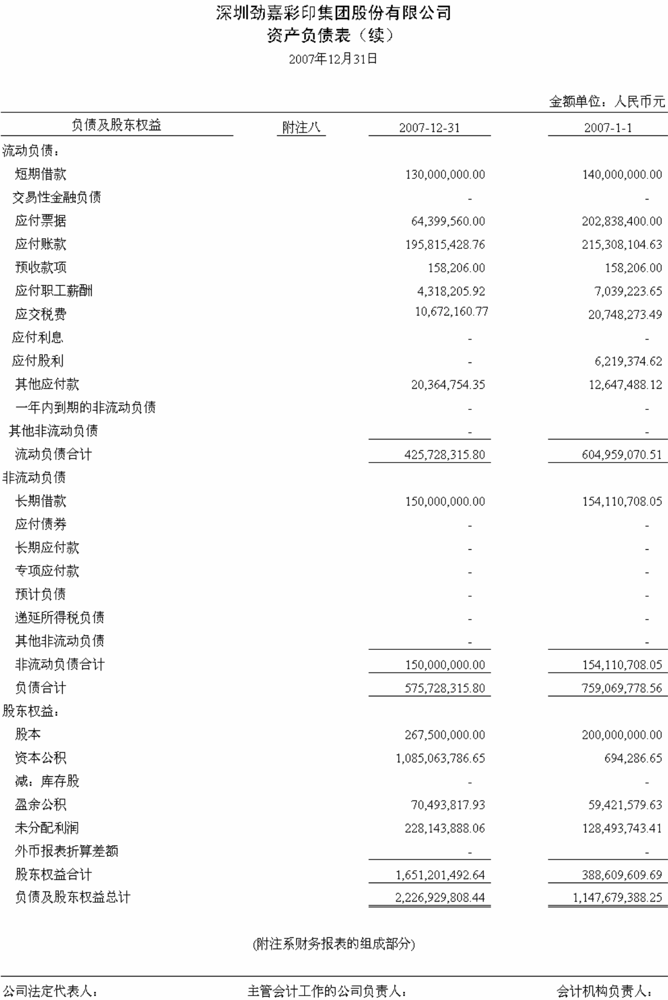 深圳劲嘉彩印集团股份有限公司
资产负债表（续）
2007年12月31日
金额单位：人民币元
负债及股东权益 附注八 2007-12-31 2007-1-1
流动负债：
短期借款 130,000,000.00 140,000,000.00
交易性金融负债 - -
应付票据 64,399,560.00 202,838,400.00
应付账款 195,815,428.76 215,308,104.63
预收款项 158,206.00 158,206.00
应付职工薪酬 4,318,205.92 7,039,223.65
应交税费 10,672,160.77 20,748,273.49
应付利息 - -
应付股利 - 6,219,374.62
其他应付款 20,364,754.35 12,647,488.12
一年内到期的非流动负债 - -
其他非流动负债 - -
流动负债合计 425,728,315.80 604,959,070.51
非流动负债
长期借款 150,000,000.00 154,110,708.05
应付债券 - -
长期应付款 - -
专项应付款 - -
预计负债 - -
递延所得税负债 - -
其他非流动负债 - -
非流动负债合计 150,000,000.00 154,110,708.05
负债合计 575,728,315.80 759,069,778.56
股东权益：
股本 267,500,000.00 200,000,000.00
资本公积 1,085,063,786.65 694,286.65
减：库存股 - -
盈余公积 70,493,817.93 59,421,579.63
未分配利润 228,143,888.06 128,493,743.41
外币报表折算差额 - -
股东权益合计 1,651,201,492.64 388,609,609.69
负债及股东权益总计 2,226,929,808.44 1,147,679,388.25
(附注系财务报表的组成部分)
公司法定代表人： 主管会计工作的公司负责人： 会计机构负责人：